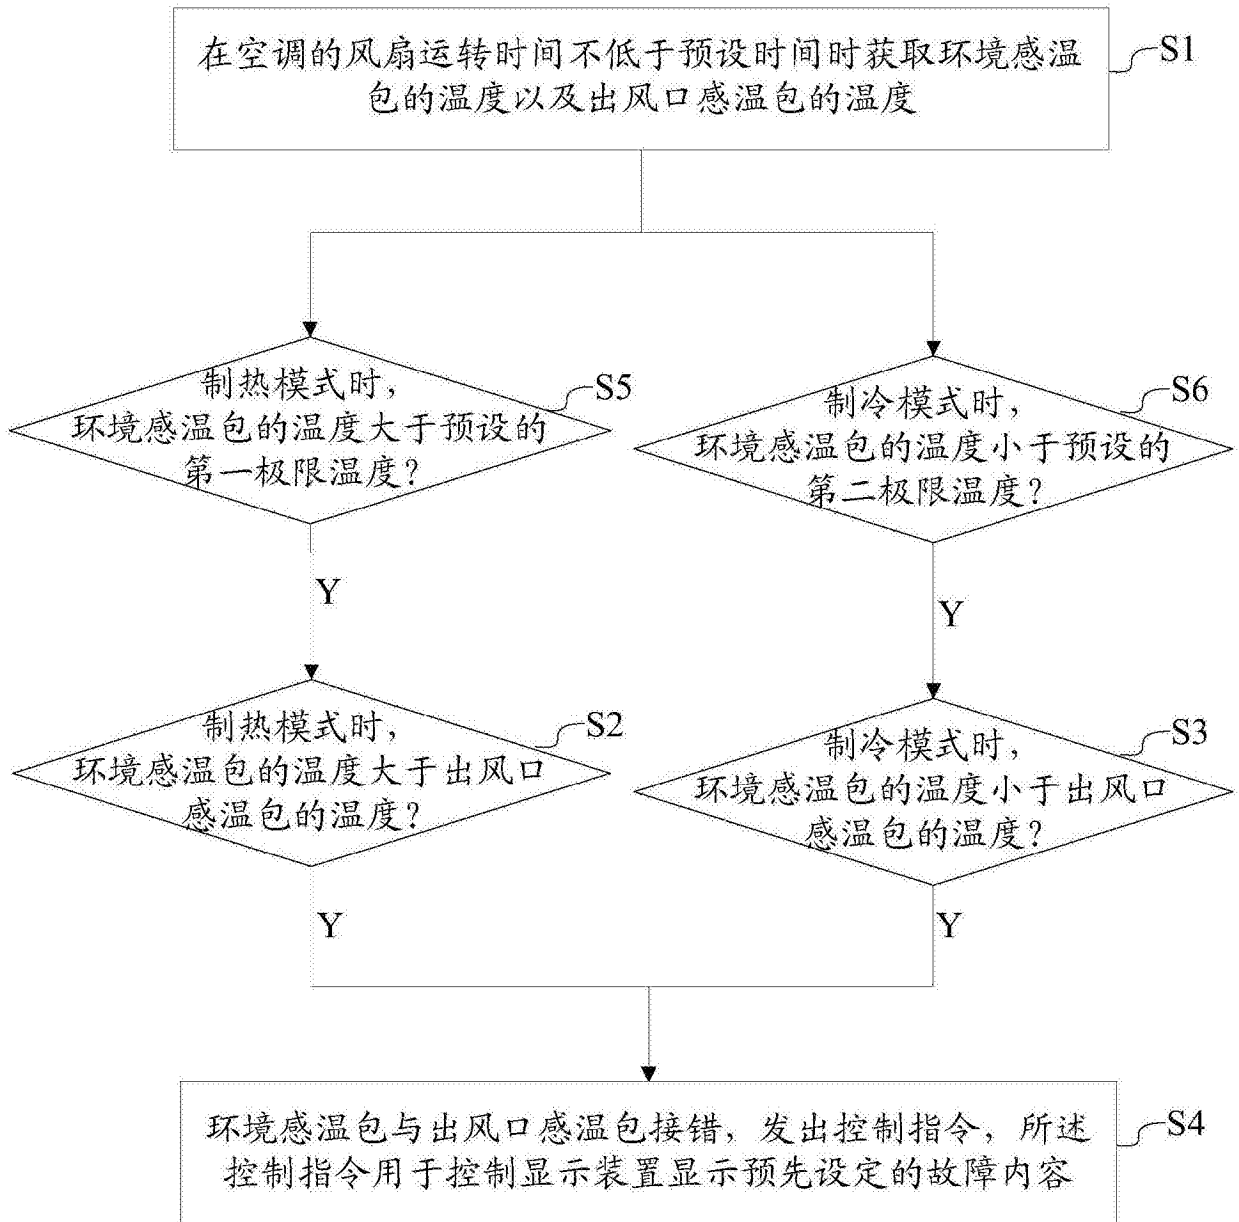 在空调的风扇运转时间不低于预设时间时获取环境感温
包的温度以及出风口感温包的温度
S1
制热模式时,
环境感温包的温度大于预设的
第一极限温度?
S5
制冷模式时,
环境感温包的温度小于预设的
第二极限温度?
S6
Y
Y
制热模式时,
环境感温包的温度大于出风口
感温包的温度?
S2
制冷模式时,
环境感温包的温度小于出风口
感温包的温度?
S3
Y
Y
环境感温包与出风口感温包接错,发出控制指令,所述
控制指令用于控制显示装置显示预先设定的故障内容
S4